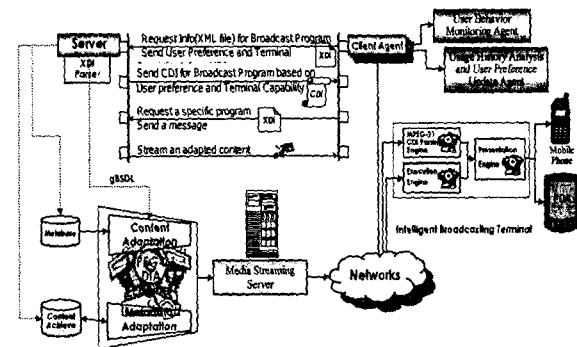 Request Info(XML file) for Broadcast Program
Server
Send User Preference and Terminal
Client Agent
User Behavior
Monitoring Agent
XDI
Parser
XDI
Send CDI for Broadcast Program based on
User preference and Terminal Capability
CDI
Usage History Analysis
and User Preference
Update Agent
Request a specific program
XDI
Send a message
Stream an adapted content
gBSDL
MPEG-21
CDI Parsing
Engine
Presentation
Engine
Execution
Engine
Mobile
Phone
PDA
Intelligent Broadcasting Terminal
Content
Adaptation
DIA
Adaptation
Media Streaming
Server
Networks
Content
Achieve